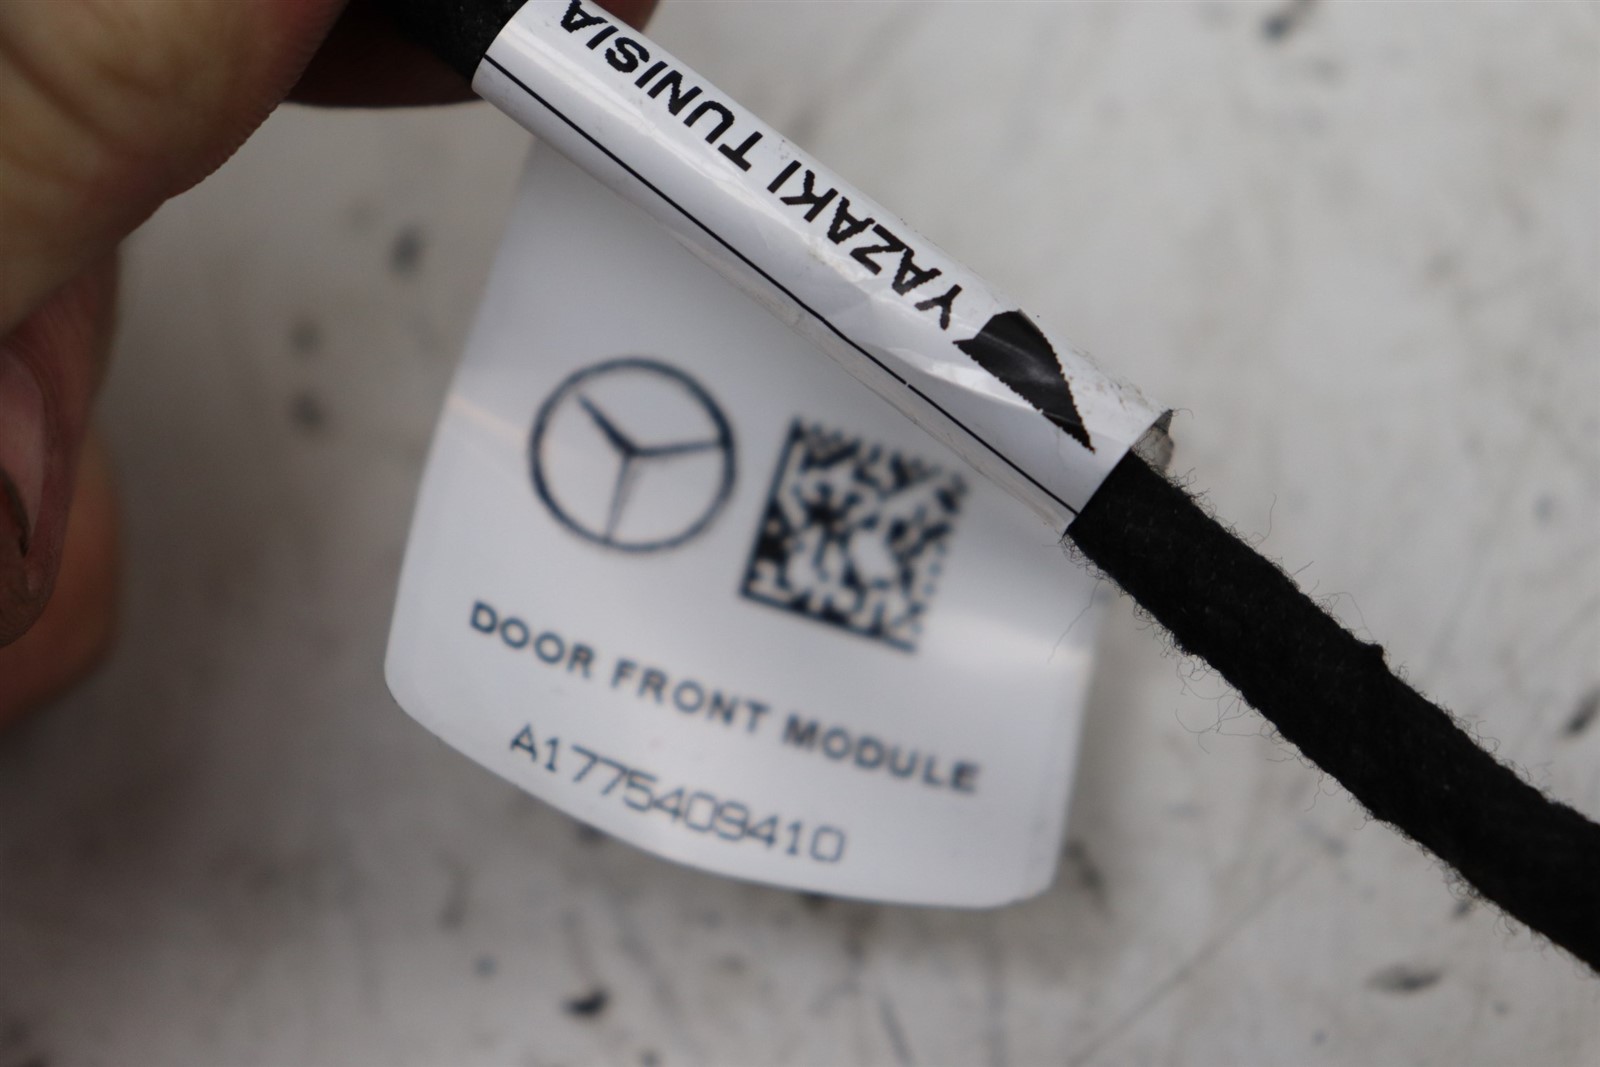 YAZAKI TUNISIA
DOOR FRONT MODULE
A1775409410